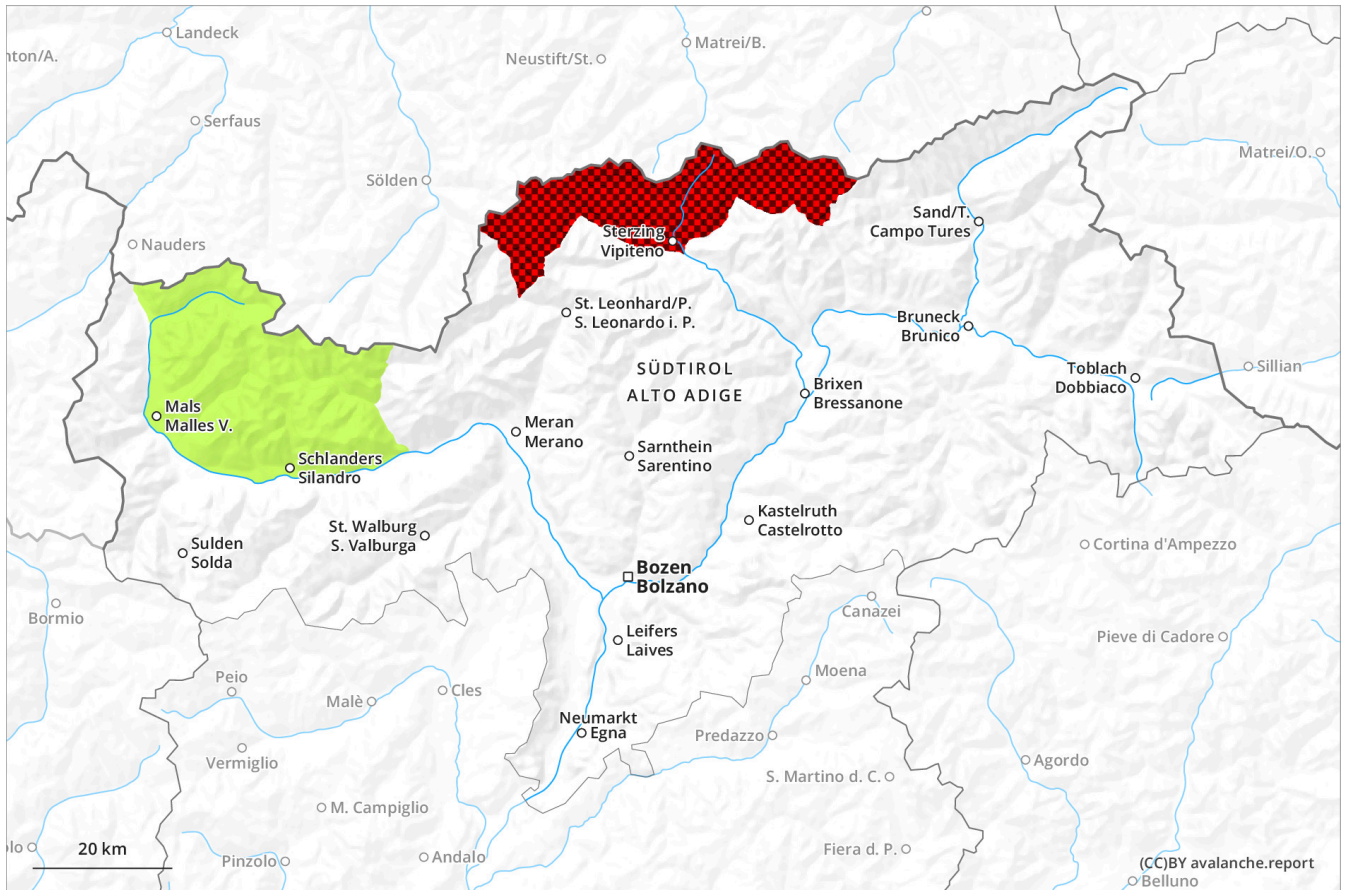 Landeck
Matrei/B.
nton/A.
Neustift/St.
Serfaus
Matrei/O.
Sölden
Sand/T.
Campo Tures
Sterzing
Vipiteno
Nauders
St. Leonhard/P.
S. Leonardo i. P.
Bruneck
Brunico
SÜDTIROL
ALTO ADIGE
Toblach
Dobbiaco
Sillian
Brixen
Bressanone
Mals
Malles V.
Meran
Merano
Sarnthein
Sarentino
Schlanders
Silandro
Kastelruth
Castelrotto
St. Walburg
S. Valburga
Sulden
Solda
Cortina d'Ampezzo
Bozen
Bolzano
Bormio
Canazei
Leifers
Laives
Pieve di Cadore
Peio
Moena
Malè
Cles
Neumarkt
Egna
Predazzo
Vermiglio
Agordo
S. Martino d. C.
M. Campiglio
lo
20 km
Pinzolo
Andalo
Fiera d. P.
(CC)BY avalanche.report
Belluno